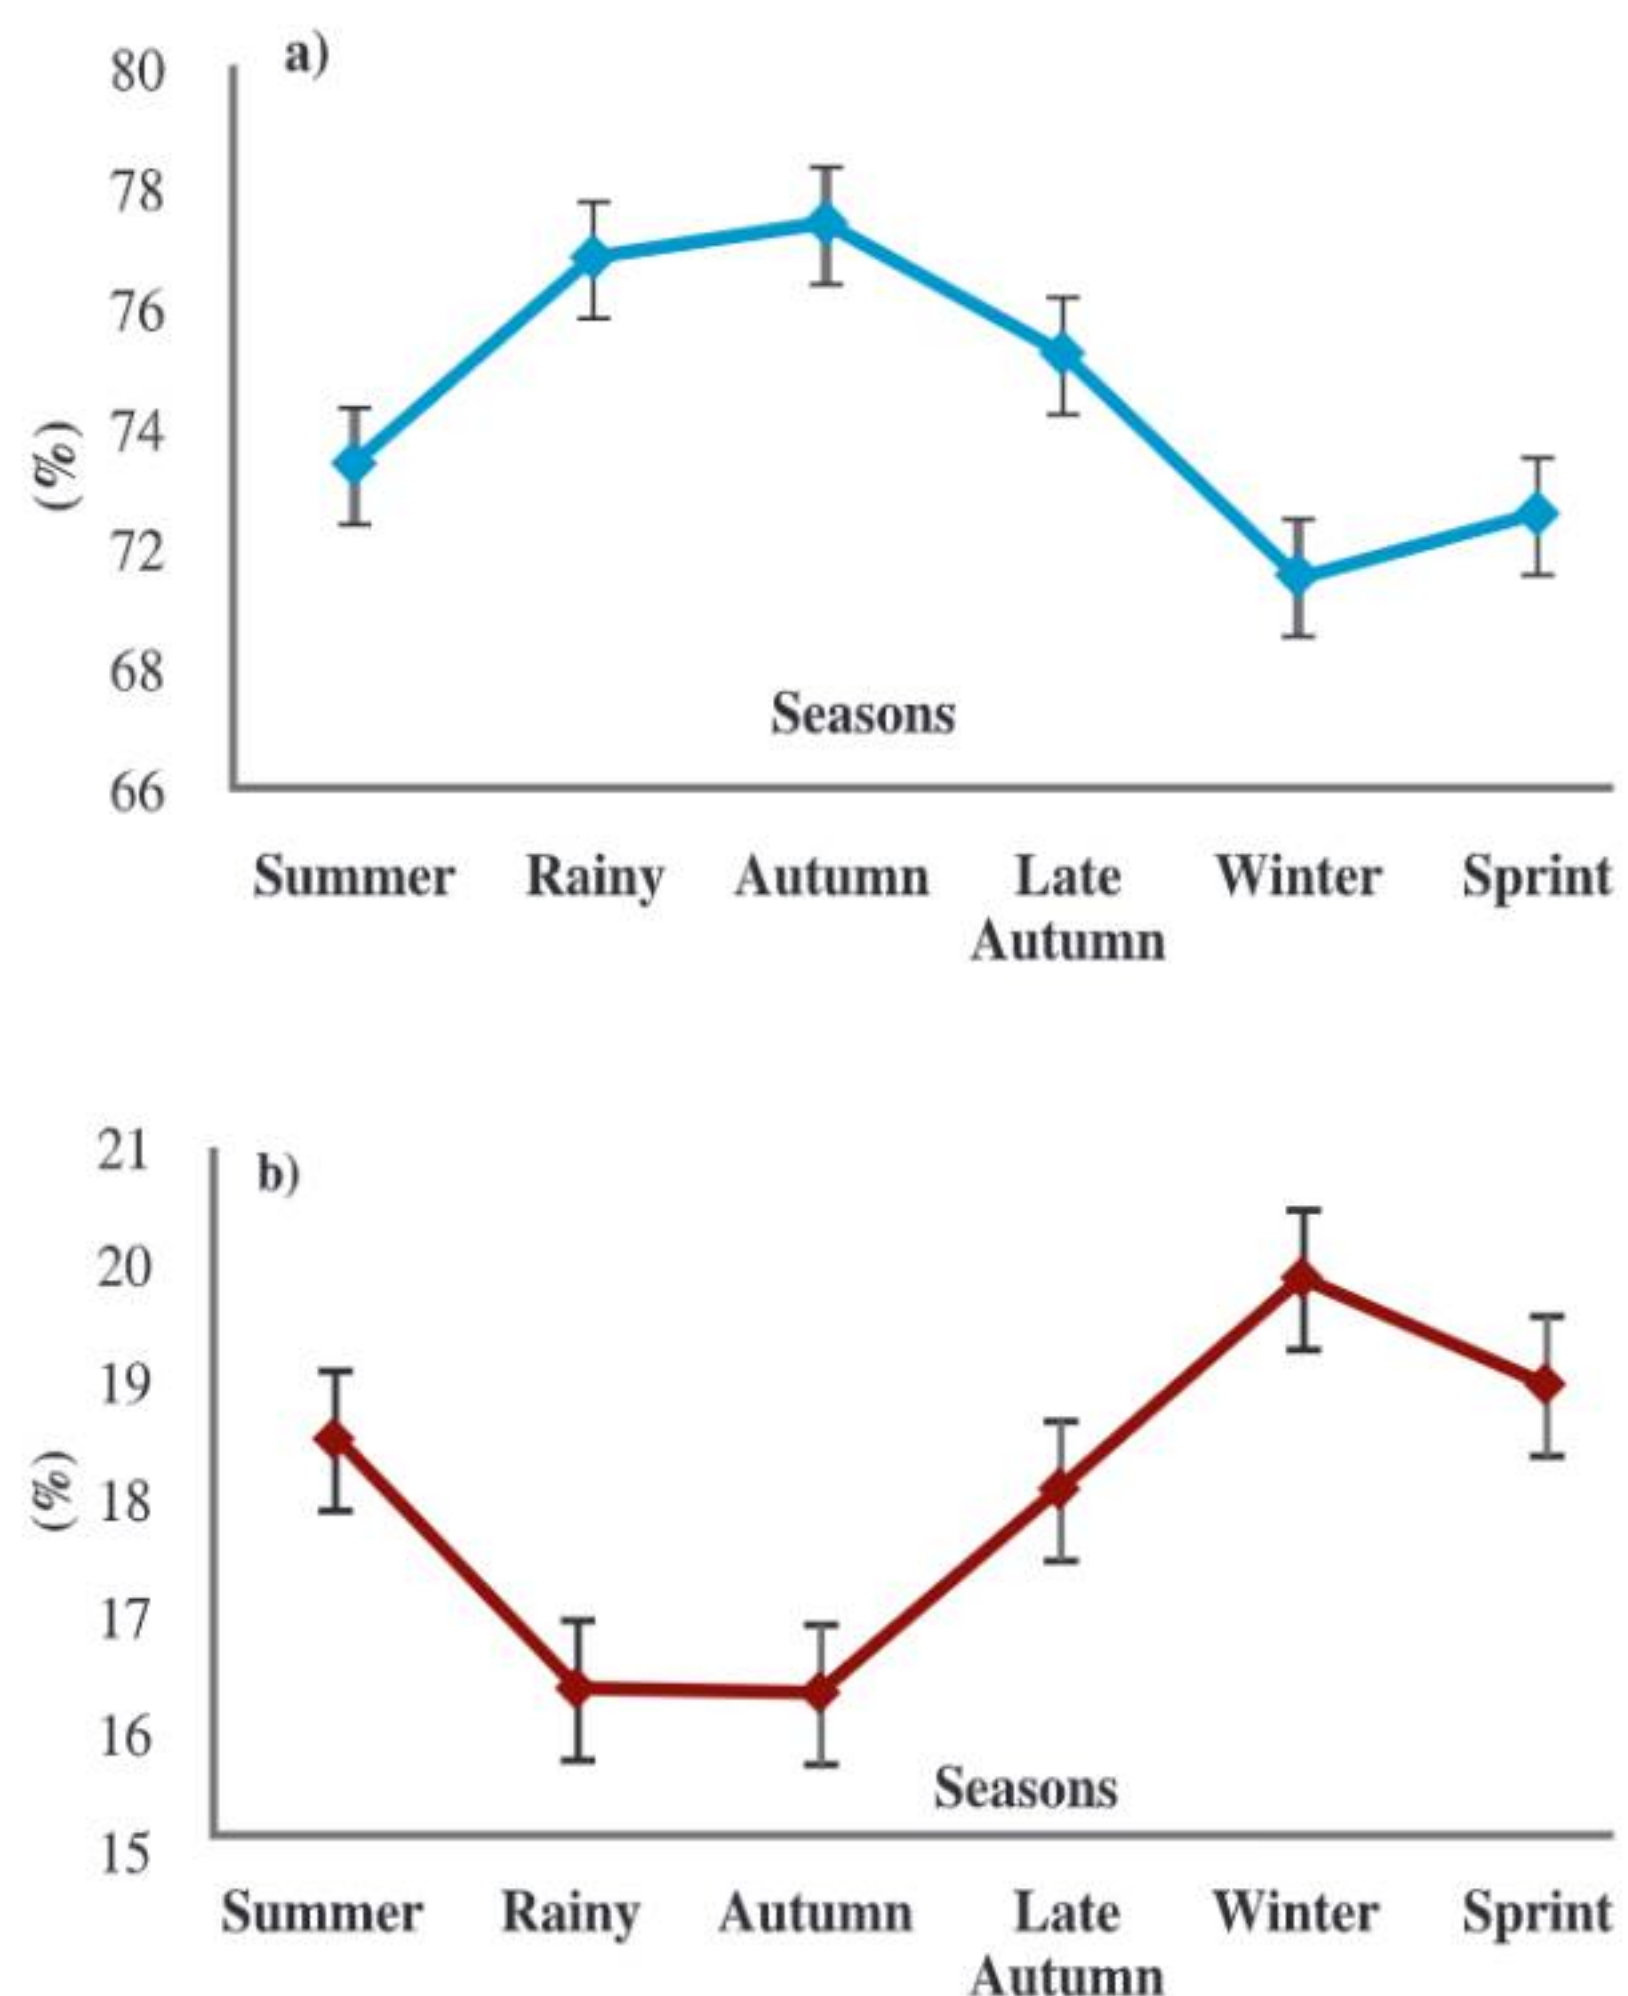 a)
80
78
76
74
72
68
66
(%)
Seasons
Summer Rainy Autumn Late Autumn Winter Sprint
b)
21
20
19
18
17
16
15
(%)
Seasons
Summer Rainy Autumn Late Autumn Winter Sprint